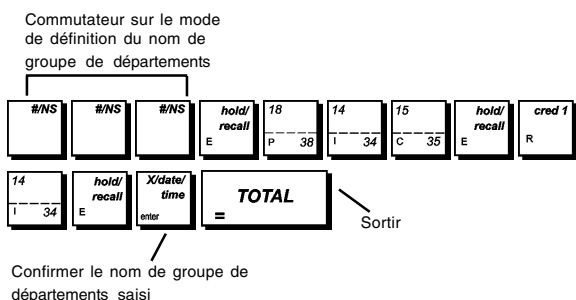 Commutateur sur le mode
de définition du nom de
groupe de départements
#/NS #/NS #/NS hold/ 18 14 15 hold/ cred 1
recall recall
E P 38 I 34 C 35 E R
14 hold/ X/date/ TOTAL
recall time
I 34 E enter =
Sortir
Confirmer le nom de groupe de
départements saisi